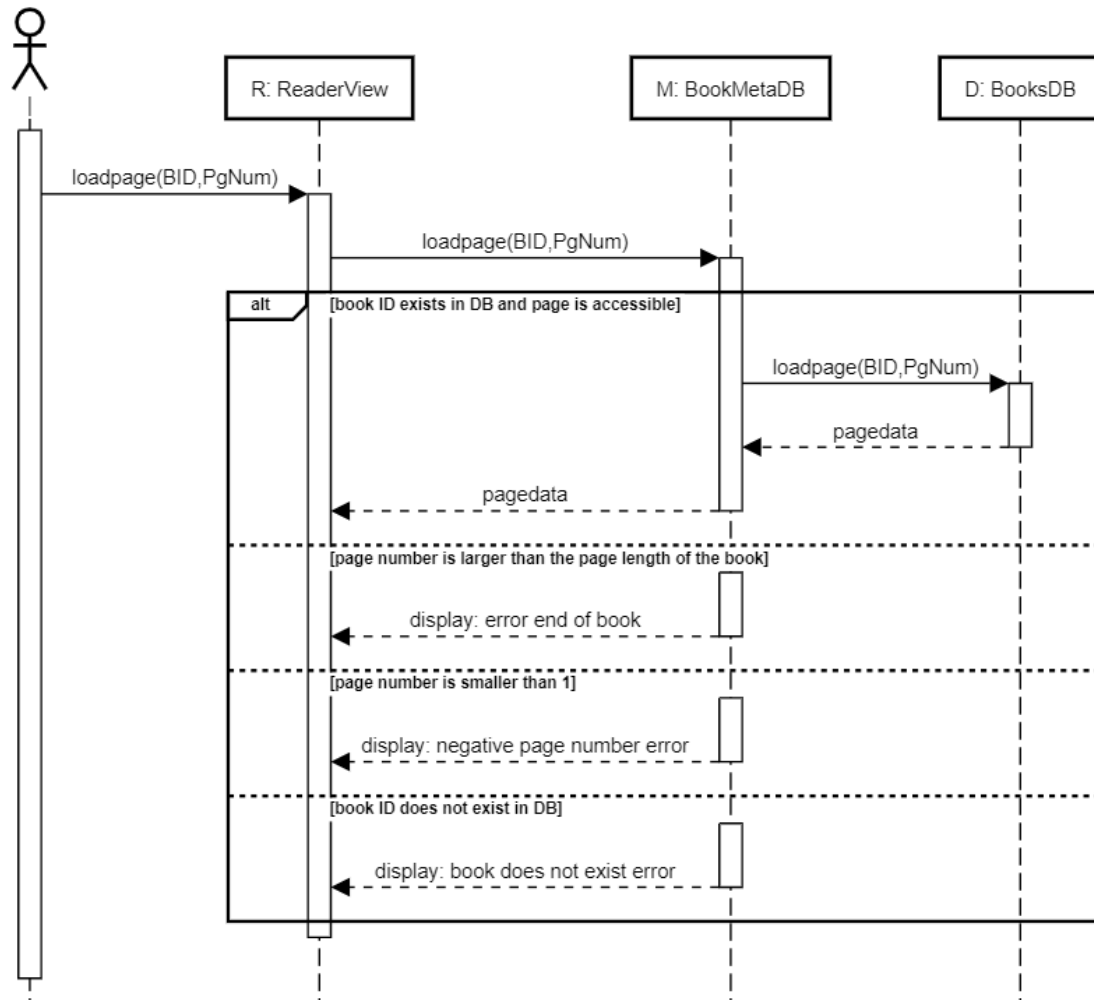 R: ReaderView
M: BookMetaDB
D: BooksDB
loadpage(BID,PgNum)
loadpage(BID,PgNum)
alt
[book ID exists in DB and page is accessible]
loadpage(BID,PgNum)
pagedata
pagedata
[page number is larger than the page length of the book]
display: error end of book
[page number is smaller than 1]
display: negative page number error
[book ID does not exist in DB]
display: book does not exist error